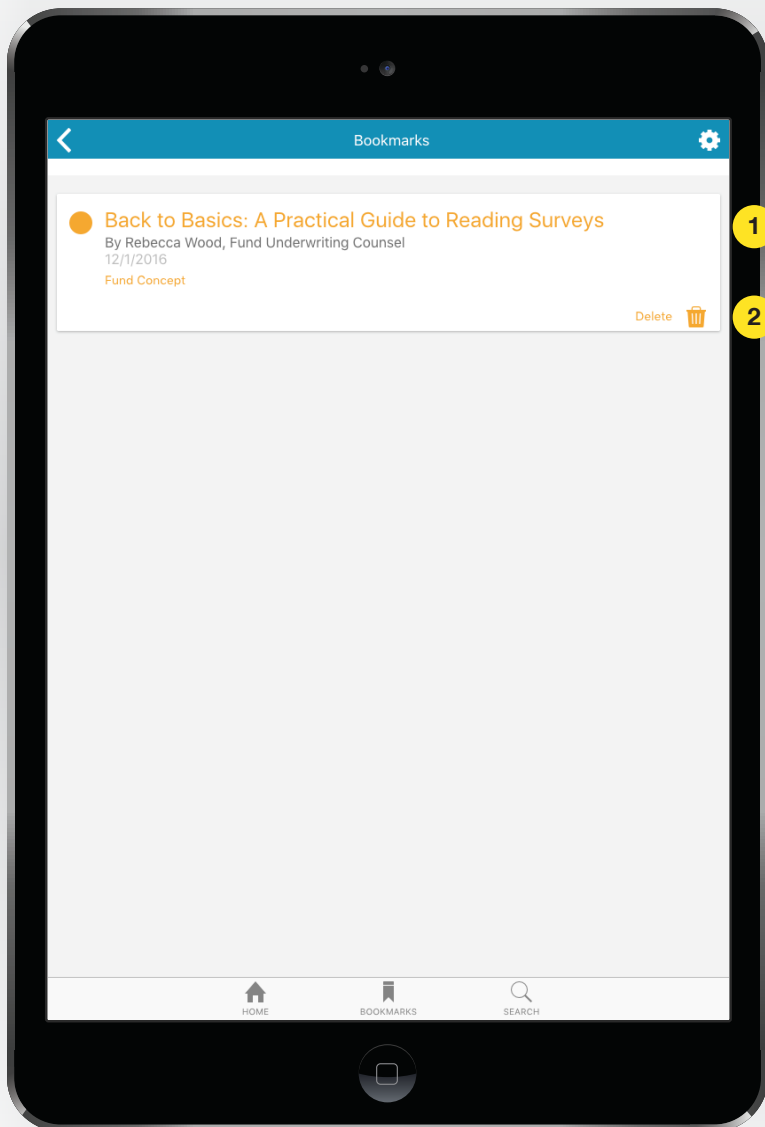 Bookmarks
Back to Basics: A Practical Guide to Reading Surveys
1
By Rebecca Wood, Fund Underwriting Counsel
12/1/2016
Fund Concept
Delete
2
HOME
BOOKMARKS
SEARCH